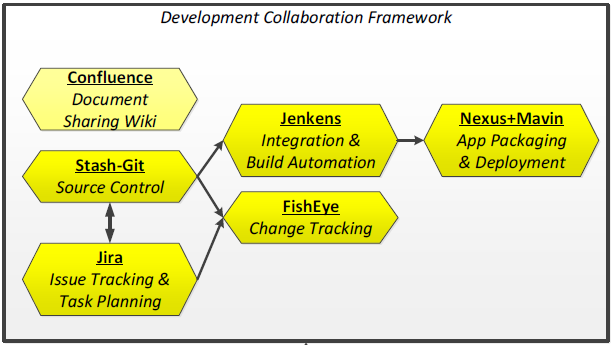 Development Collaboration Framework
Confluence
Document
Sharing Wiki
Stash-Git
Source Control
Jira
Issue Tracking &
Task Planning
Jenkens
Integration &
Build Automation
FishEye
Change Tracking
Nexus+Mavin
App Packaging
& Deployment